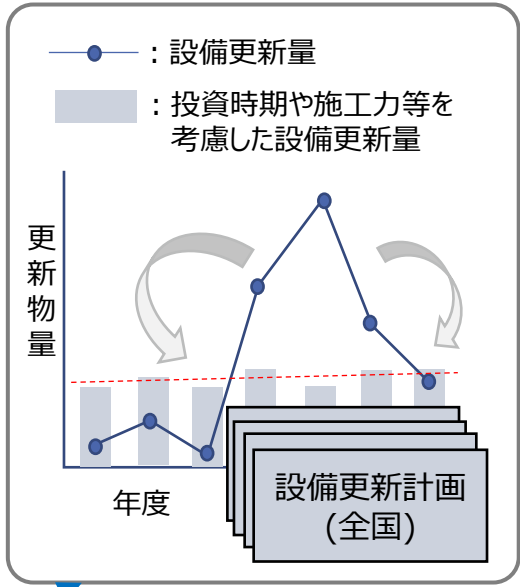 ：設備更新量
：投資時期や施工力等を
考慮した設備更新量
更新物量
年度
設備更新計画
(全国)